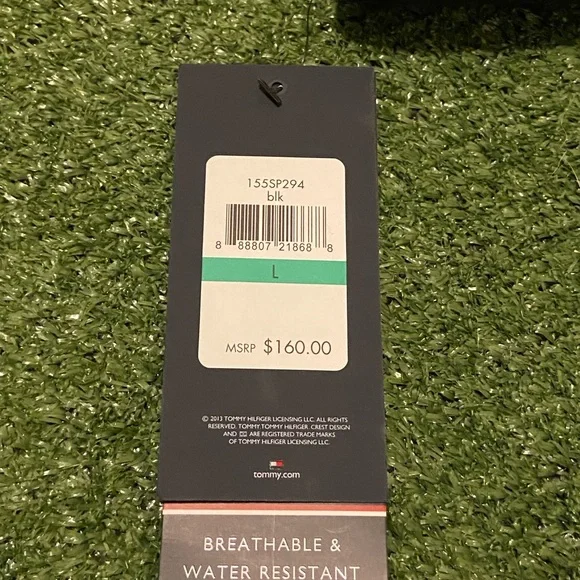 155SP294
blk
8 88807 21868 8
L
MSRP $160.00
© 2013 TOMMY HILFIGER LICENSING LLC. ALL RIGHTS
RESERVED. TOMMY, TOMMY HILFIGER, CREST DESIGN
AND ARE REGISTERED TRADE MARKS
OF TOMMY HILFIGER LICENSING LLC.
tommy.com
BREATHABLE &
WATER RESISTANT